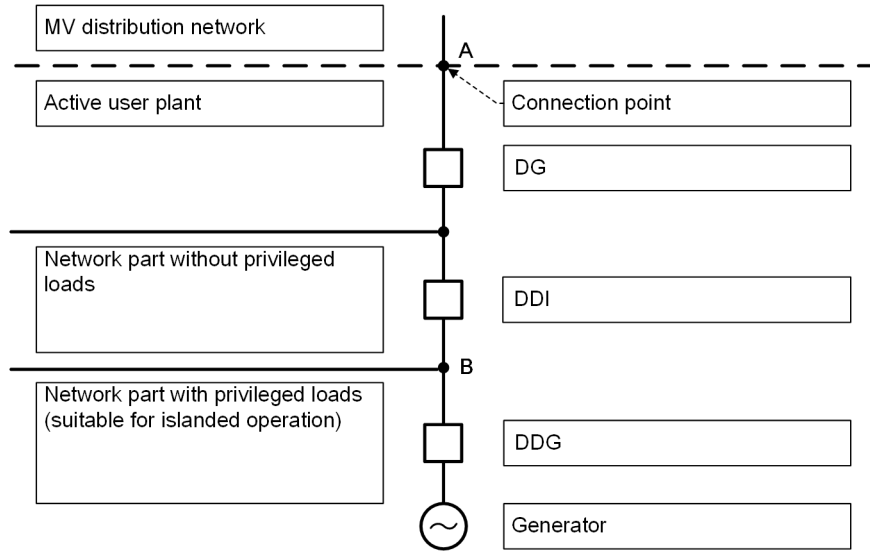 MV distribution network
A
Active user plant
Connection point
DG
Network part without privileged
loads
DDI
B
Network part with privileged loads
(suitable for islanded operation)
DDG
Generator